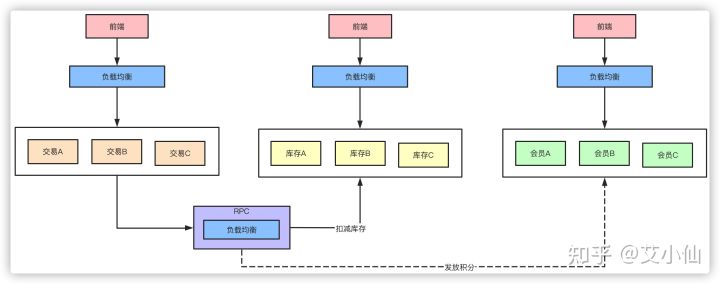 前端
前端
前端
负载均衡
负载均衡
负载均衡
交易A
交易B
交易C
库存A
库存B
库存C
会员A
会员B
会员C
RPC
负载均衡
扣减库存
发放积分
知乎 @艾小仙